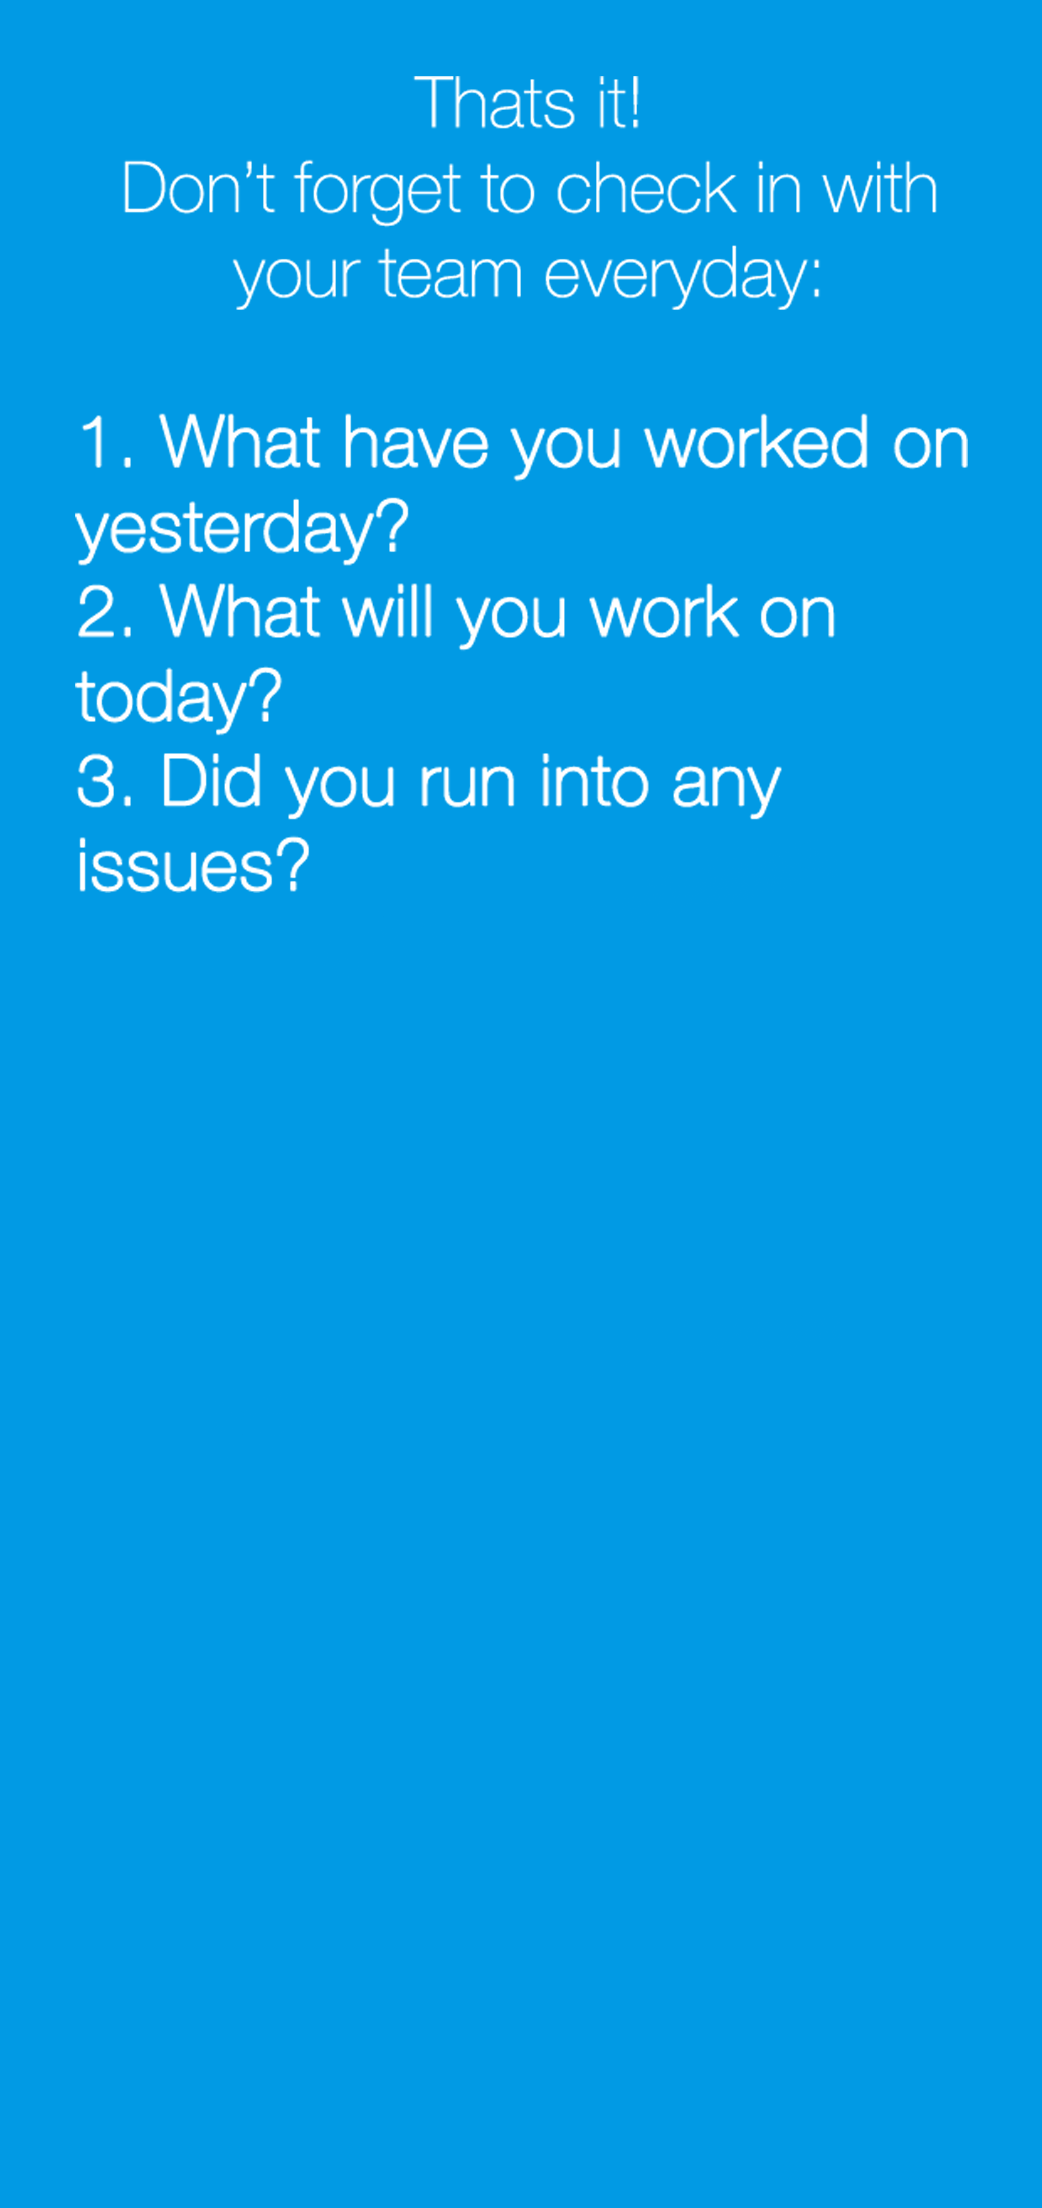 Thats it!
Don’t forget to check in with
your team everyday:
1. What have you worked on
yesterday?
2. What will you work on
today?
3. Did you run into any
issues?